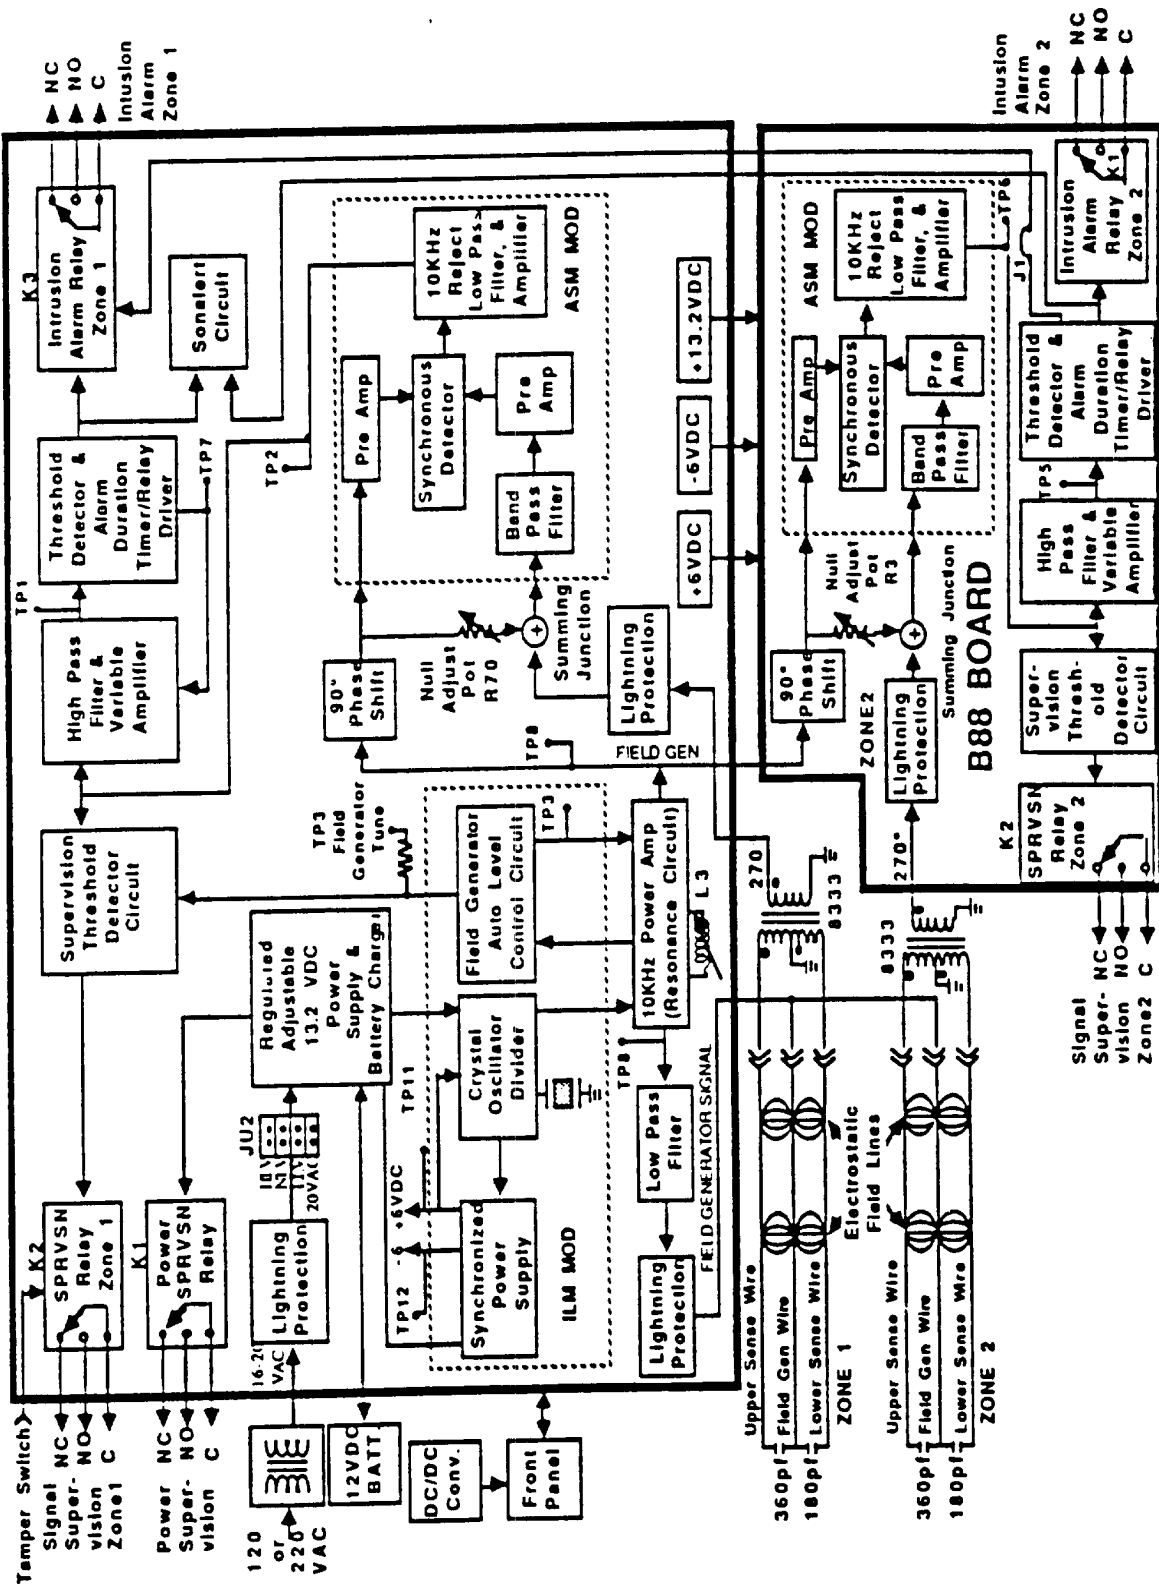 Tamper Switch
Signal NC
Super- NO
vision C
Zone1
K2
SPRVSN
Relay
Zone 1
Supervision
Threshold
Detector
Circuit
High Pass
Filter &
Variable
Amplifier
TP1
Threshold
Detector &
Alarm
Duration
Timer/Relay
Driver
TP7
K3
Intrusion
Alarm Relay
Zone 1
NC
NO
C
Intusion
Alarm
Zone 1
Sonalert
Circuit
Power NC
Super- NO
vision C
K1
Power
SPRVSN
Relay
120
or
220
VAC
VAC
Lightning
Protection
JU2
20VAC
Regulated
Adjustable
13.2 VDC
Power
Supply &
Battery Charger
12VDC
BATT.
DC/DC
Conv.
Front
Panel
TP12
-6
+6VDC
TP11
Synchronized
Power
Supply
Crystal
Oscillator
Divider
ILM MOD
TP3
Field
Generator
Tune
Field Generator
Auto Level
Control Circuit
TP3
10KHz Power Amp
(Resonance Circuit)
L3
TP8
Low Pass
Filter
Lightning
Protection
FIELD GENERATOR SIGNAL
TP8
FIELD GEN
90°
Phase
Shift
Null
Adjust
Pot
R70
+
Summing
Junction
Lightning
Protection
TP2
Pre Amp
Synchronous
Detector
Band
Pass
Filter
Pre
Amp
10KHz
Reject
Low Pass
Filter, &
Amplifier
ASM MOD
+6VDC
-6VDC
+13.2VDC
360pf
180pf
Upper Sense Wire
Field Gen Wire
Lower Sense Wire
ZONE 1
Electrostatic
Field Lines
270
8333
360pf
180pf
Upper Sense Wire
Field Gen Wire
Lower Sense Wire
ZONE 2
8333
270°
ZONE2
Lightning
Protection
90°
Phase
Shift
Null
Adjust
Pot
R3
+
Summing Junction
B88 BOARD
Pre Amp
Synchronous
Detector
Band
Pass
Filter
Pre
Amp
ASM MOD
10KHz
Reject
Low Pass
Filter, &
Amplifier
TP6
J1
Signal
Super- NC
vision NO
Zone2 C
K2
SPRVSN
Relay
Zone 2
Super-
vision
Thresh-
old
Detector
Circuit
High
Pass
Filter &
Variable
Amplifier
TP5
Threshold
Detector &
Alarm
Duration
Timer/Relay
Driver
Intrusion
Alarm
Relay
Zone 2
K1
Intusion
Alarm
Zone 2
NC
NO
C